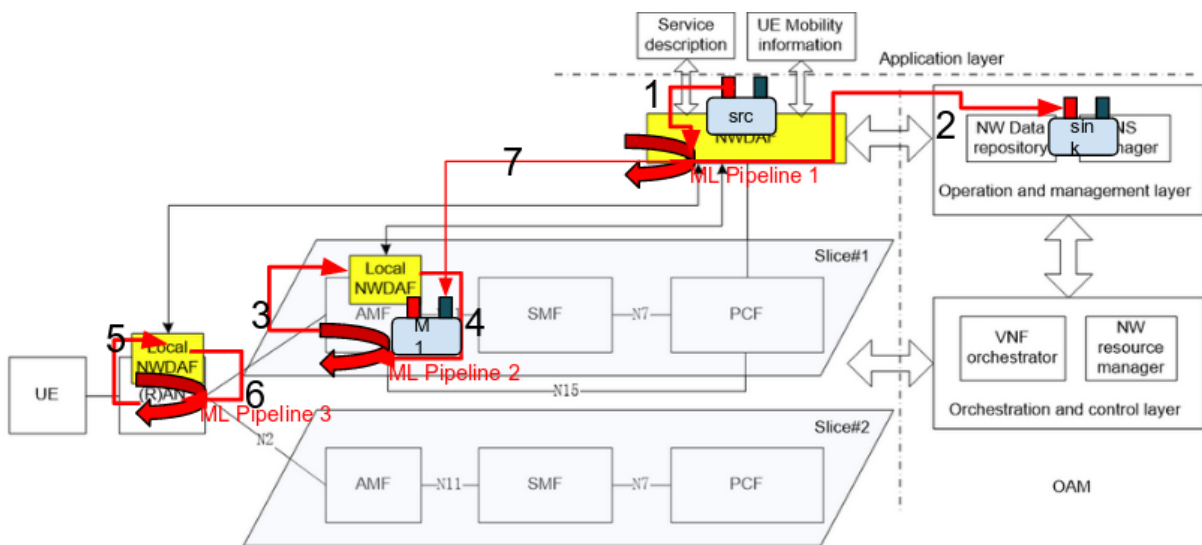 Service
description
UE Mobility
information
Application layer
1
src
NWDAF
2
NW Data
repository
sin
k
NS
nager
Operation and management layer
7
ML Pipeline 1
Slice#1
Local
NWDAF
3
AMF
M
1
4
SMF
N7
PCF
5
Local
NWDAF
UE
(R)AN
6
ML Pipeline 2
ML Pipeline 3
N15
N2
VNF
orchestrator
NW
resource
manager
Orchestration and control layer
Slice#2
AMF
N11
SMF
N7
PCF
OAM